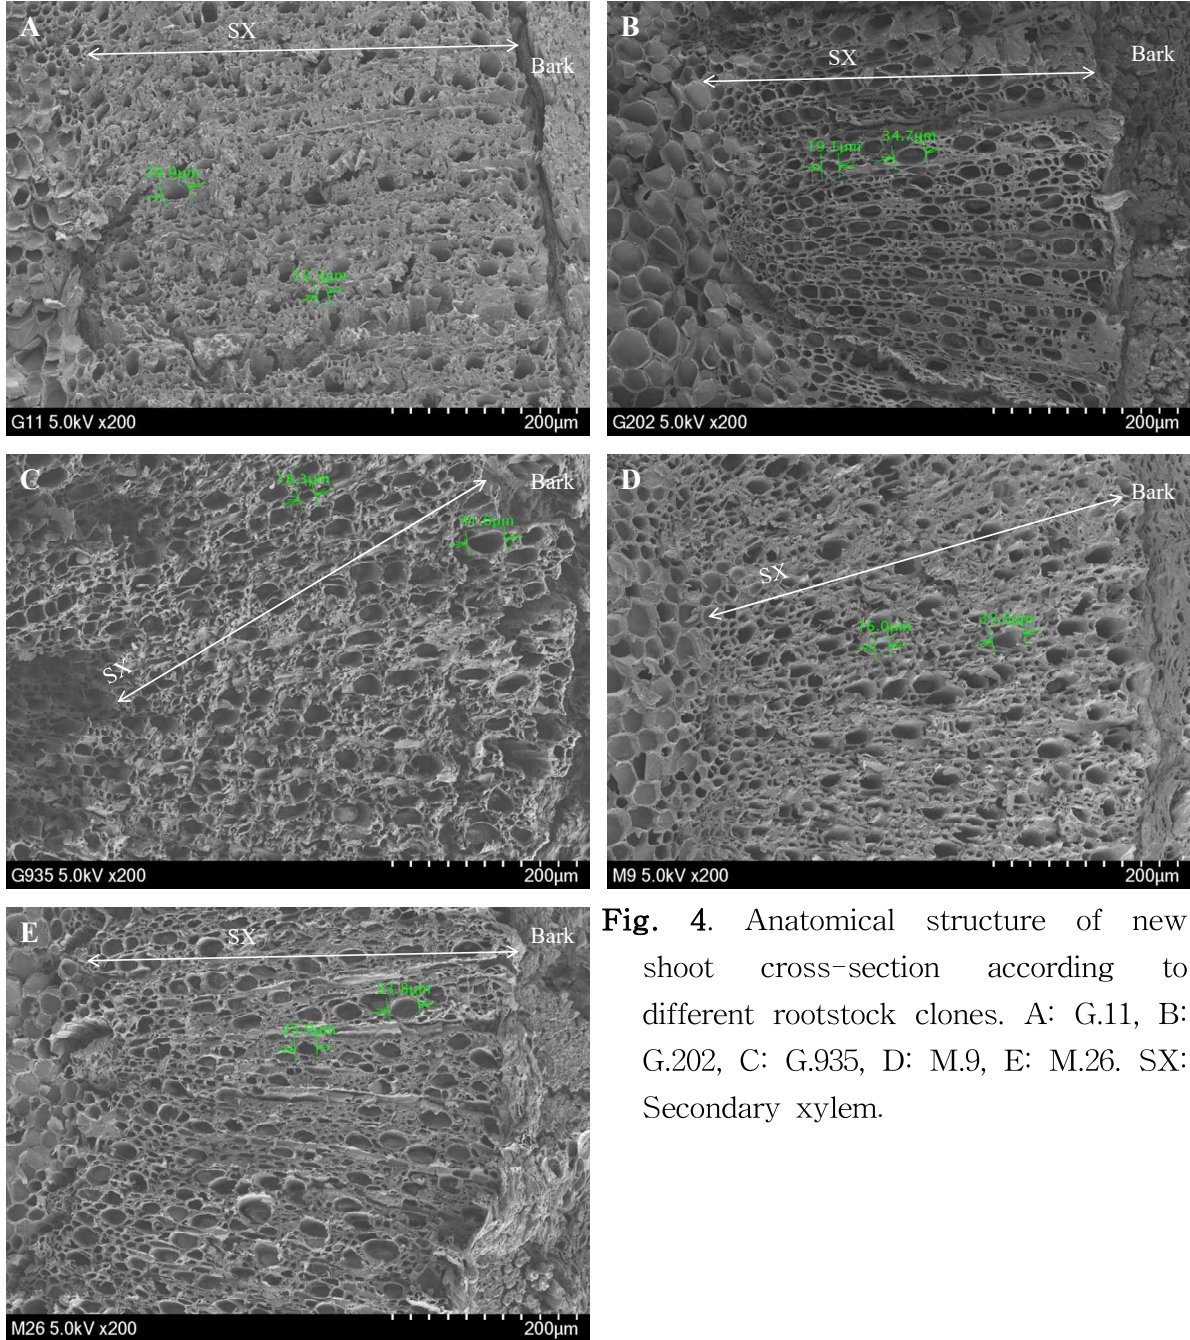 A
SX
Bark
29.9μm
G11 5.0kV x200
200μm
B
SX
Bark
19.1μm
34.7μm
G202 5.0kV x200
200μm
C
Bark
SX
G935 5.0kV x200
200μm
D
Bark
SX
16.0μm
M9 5.0kV x200
200μm
E
SX
Bark
33.8μm
M26 5.0kV x200
200μm
Fig. 4. Anatomical structure of new
shoot cross-section according to
different rootstock clones. A: G.11, B:
G.202, C: G.935, D: M.9, E: M.26. SX:
Secondary xylem.